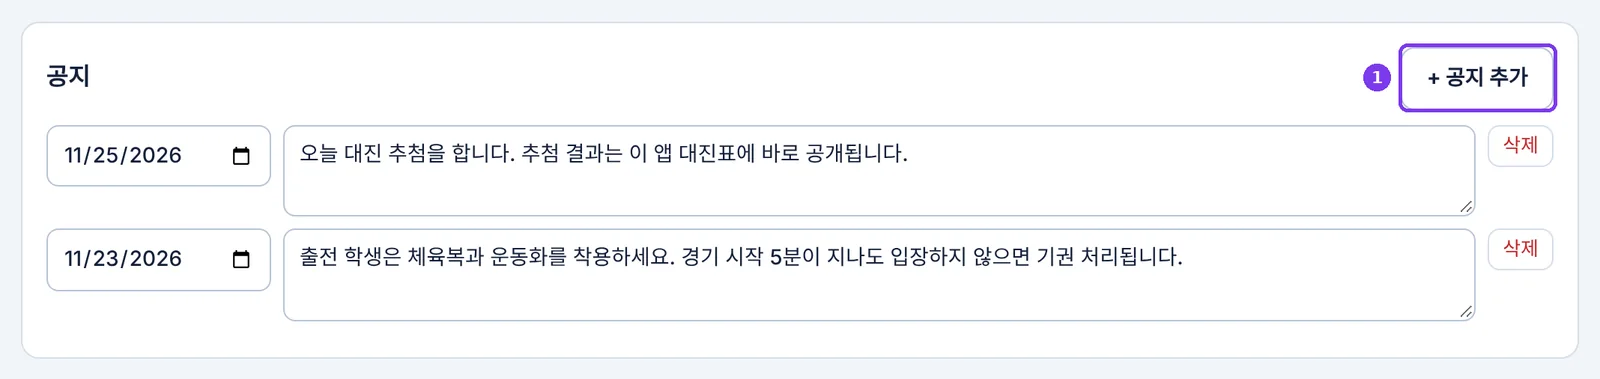 공지
1
+ 공지 추가
11/25/2026
오늘 대진 추첨을 합니다. 추첨 결과는 이 앱 대진표에 바로 공개됩니다.
삭제
11/23/2026
출전 학생은 체육복과 운동화를 착용하세요. 경기 시작 5분이 지나도 입장하지 않으면 기권 처리됩니다.
삭제